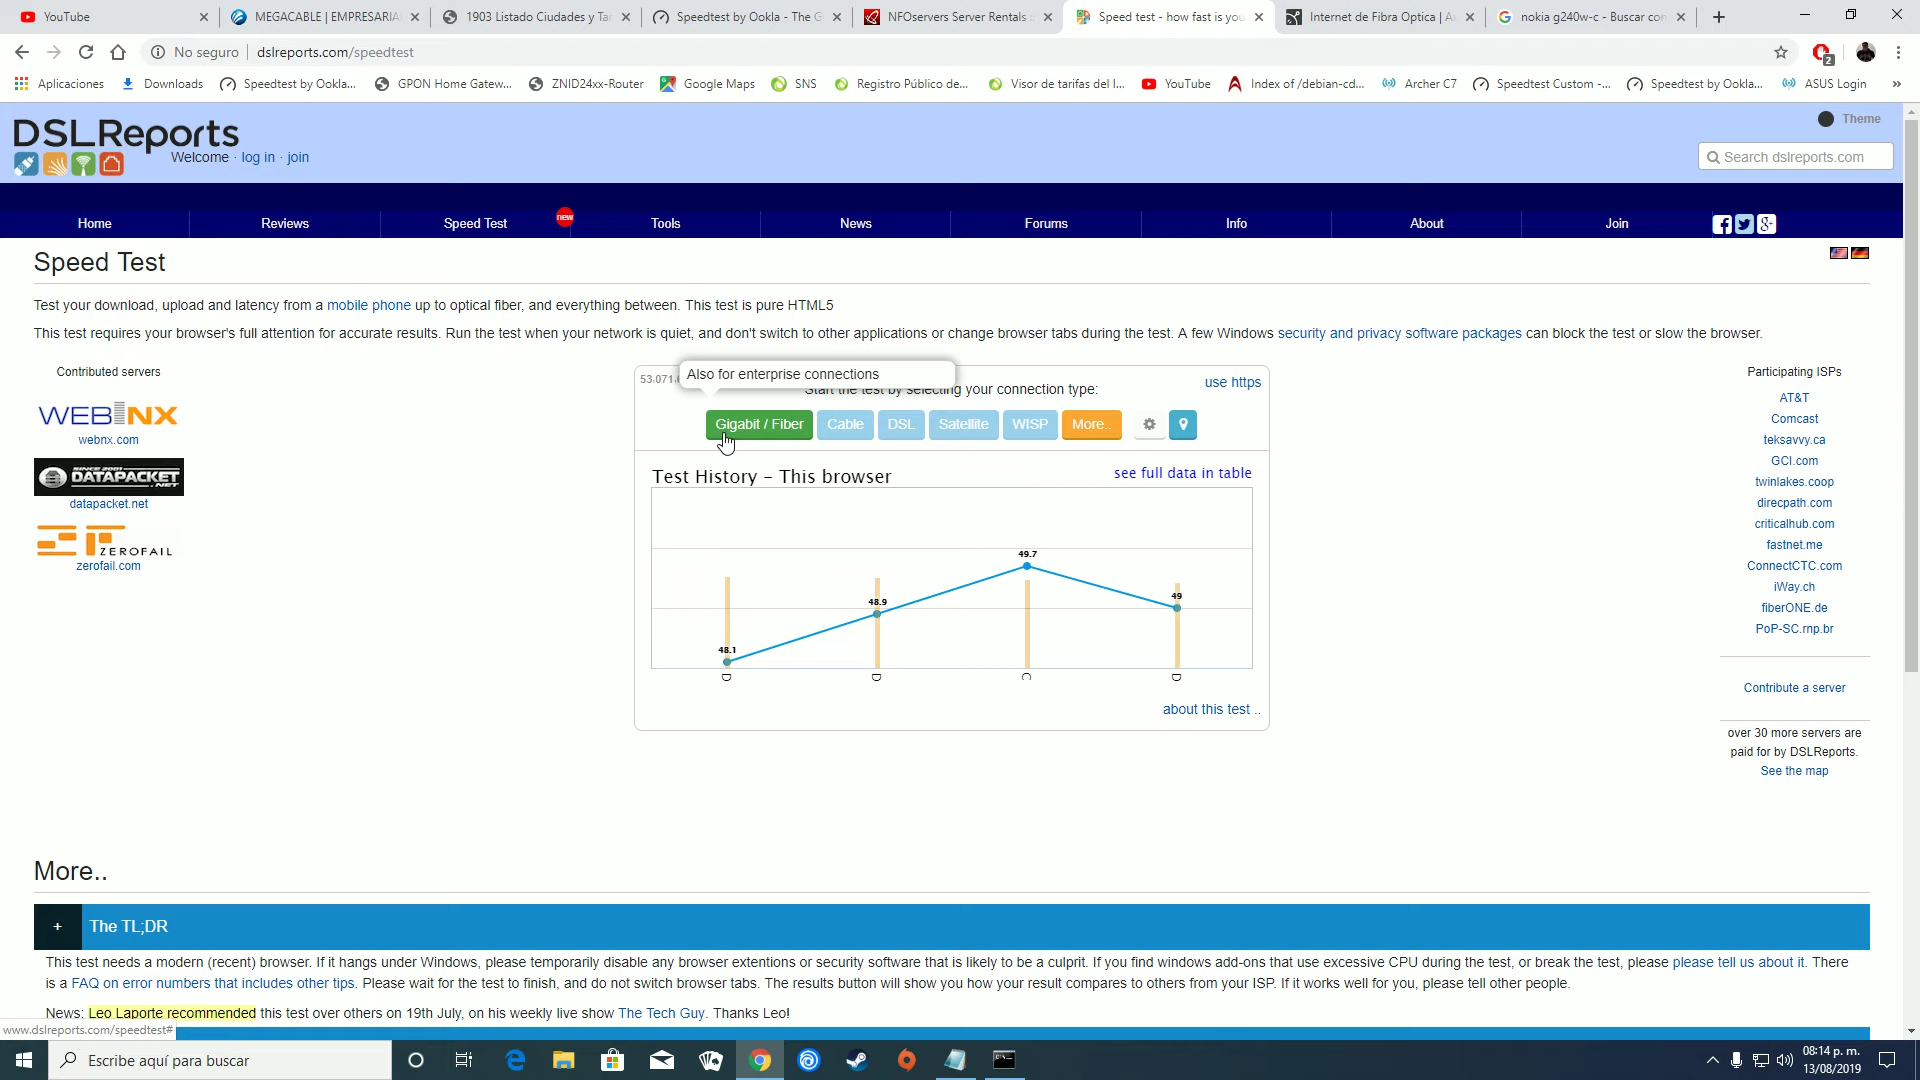 YouTube
MEGACABLE | EMPRESARIA
1903 Listado Ciudades y Ta
Speedtest by Ookla - The G
NFOservers Server Rentals
Speed test - how fast is you
Internet de Fibra Optica | A
nokia g240w-c - Buscar con
No seguro
dslreports.com/speedtest
2
Aplicaciones
Downloads
Speedtest by Ookla...
GPON Home Gatew...
ZNID24xx-Router
Google Maps
SNS
Registro Público de...
Visor de tarifas del I...
YouTube
Index of /debian-cd...
Archer C7
Speedtest Custom -...
Speedtest by Ookla...
ASUS Login
»
DSLReports
Welcome · log in · join
Theme
Search dslreports.com
Home
Reviews
Speed Test
new
Tools
News
Forums
Info
About
Join
Speed Test
Test your download, upload and latency from a mobile phone up to optical fiber, and everything between. This test is pure HTML5
This test requires your browser's full attention for accurate results. Run the test when your network is quiet, and don't switch to other applications or change browser tabs during the test. A few Windows security and privacy software packages can block the test or slow the browser.
Contributed servers
WEBNX
webnx.com
SINCE 2001
DATAPACKET.NET
datapacket.net
ZEROFAIL
zerofail.com
53,071,
Also for enterprise connections
Start the test by selecting your connection type:
use https
Gigabit / Fiber
Cable
DSL
Satellite
WISP
More..
Test History – This browser
see full data in table
48.1
48.9
49.7
49
D
D
C
D
about this test ..
Participating ISPs
AT&T
Comcast
teksavvy.ca
GCI.com
twinlakes.coop
direcpath.com
criticalhub.com
fastnet.me
ConnectCTC.com
iWay.ch
fiberONE.de
PoP-SC.rnp.br
Contribute a server
over 30 more servers are
paid for by DSLReports.
See the map
More..
+
The TL;DR
This test needs a modern (recent) browser. If it hangs under Windows, please temporarily disable any browser extentions or security software that is likely to be a culprit. If you find windows add-ons that use excessive CPU during the test, or break the test, please please tell us about it. There
is a FAQ on error numbers that includes other tips. Please wait for the test to finish, and do not switch browser tabs. The results button will show you how your result compares to others from your ISP. If it works well for you, please tell other people.
News: Leo Laporte recommended this test over others on 19th July, on his weekly live show The Tech Guy. Thanks Leo!
www.dslreports.com/speedtest#
Escribe aquí para buscar
08:14 p. m.
13/08/2019